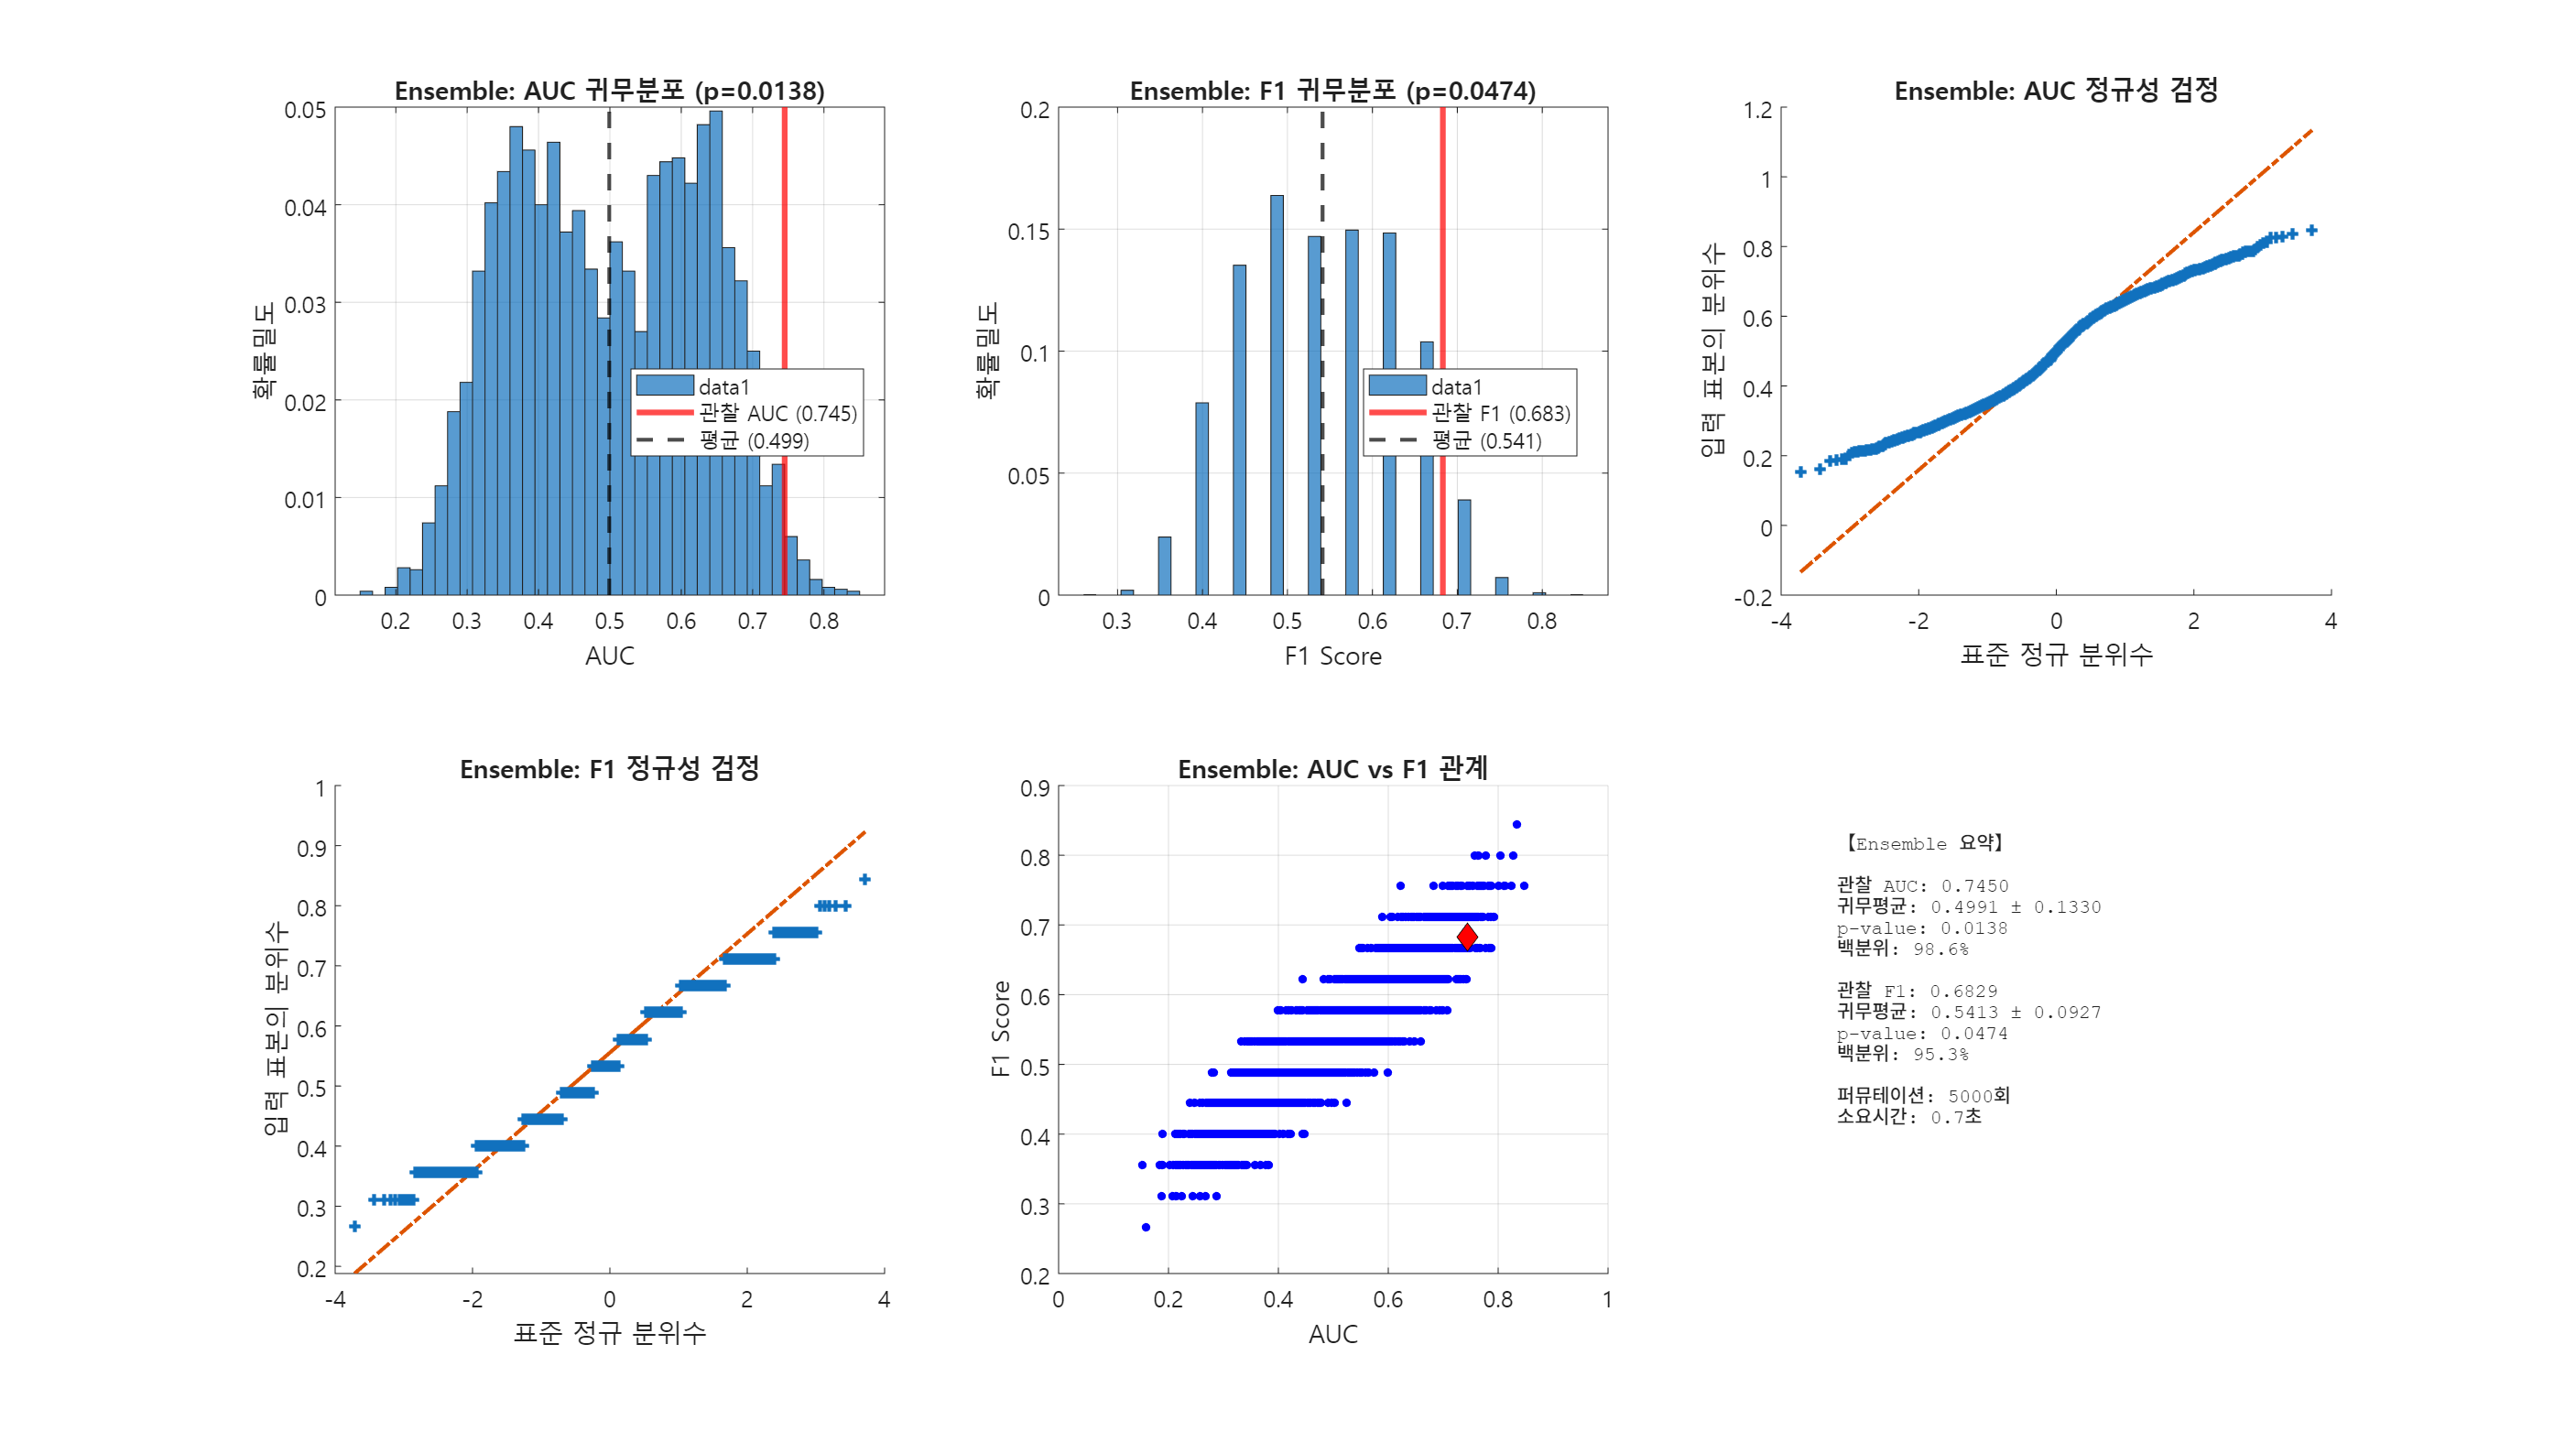 Ensemble: AUC 귀무분포 (p=0.0138)
확률밀도
0.05
0.04
0.03
0.02
0.01
0
0.2 0.3 0.4 0.5 0.6 0.7 0.8
AUC
data1
관찰 AUC (0.745)
평균 (0.499)
Ensemble: F1 귀무분포 (p=0.0474)
확률밀도
0.2
0.15
0.1
0.05
0
0.3 0.4 0.5 0.6 0.7 0.8
F1 Score
data1
관찰 F1 (0.683)
평균 (0.541)
Ensemble: AUC 정규성 검정
입력 표본의 분위수
1.2
1
0.8
0.6
0.4
0.2
0
-0.2
-4 -2 0 2 4
표준 정규 분위수
Ensemble: F1 정규성 검정
입력 표본의 분위수
1
0.9
0.8
0.7
0.6
0.5
0.4
0.3
0.2
-4 -2 0 2 4
표준 정규 분위수
Ensemble: AUC vs F1 관계
F1 Score
0.9
0.8
0.7
0.6
0.5
0.4
0.3
0.2
0 0.2 0.4 0.6 0.8 1
AUC
【Ensemble 요약】
관찰 AUC: 0.7450
귀무평균: 0.4991 ± 0.1330
p-value: 0.0138
백분위: 98.6%
관찰 F1: 0.6829
귀무평균: 0.5413 ± 0.0927
p-value: 0.0474
백분위: 95.3%
퍼뮤테이션: 5000회
소요시간: 0.7초